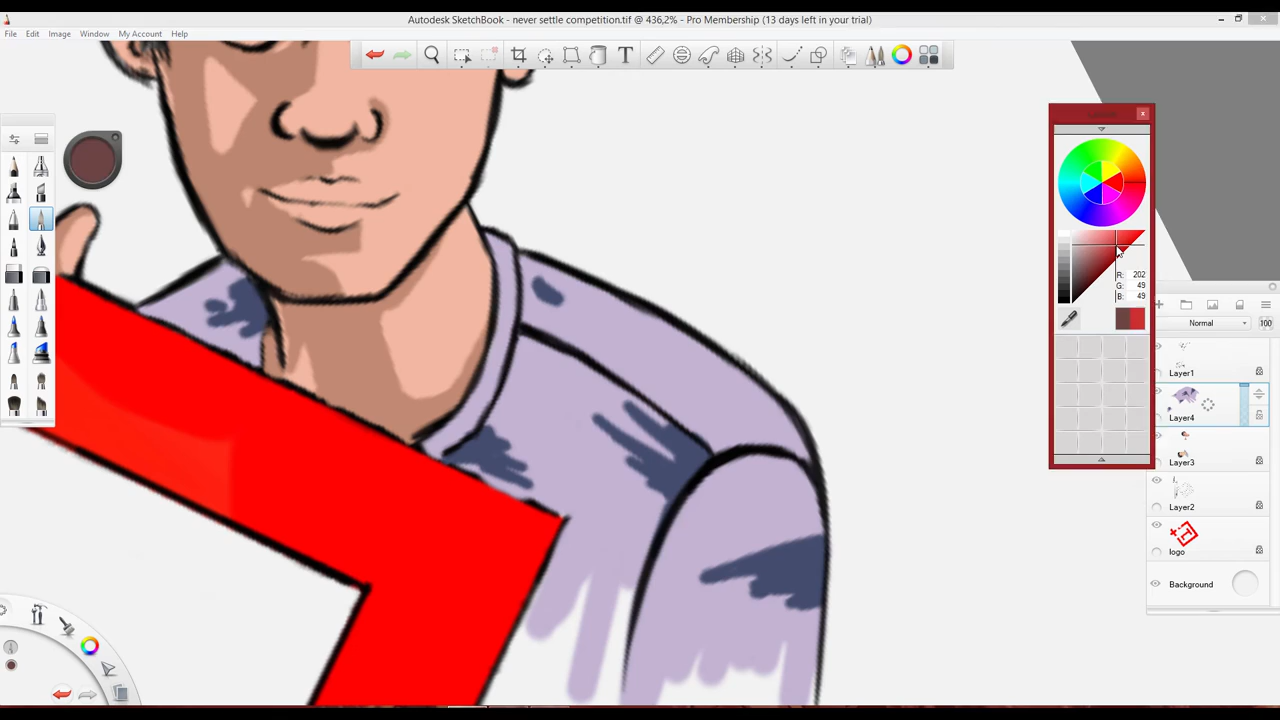 Autodesk SketchBook - never settle competition.tif @ 436,2% - Pro Membership (13 days left in your trial)
File Edit Image Window My Account Help
T
R: 202
G: 49
B: 49
Normal 100
Layer1
Layer4
Layer3
Layer2
logo
Background